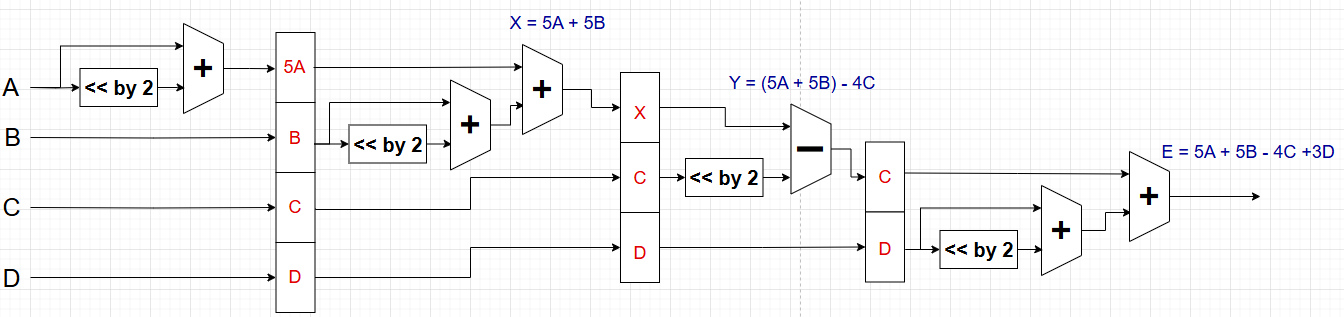 X = 5A + 5B
A
<< by 2
+
5A
+
B
B
<< by 2
+
X
Y = (5A + 5B) - 4C
C
C
C
<< by 2
−
C
E = 5A + 5B - 4C +3D
+
D
D
D
D
<< by 2
+